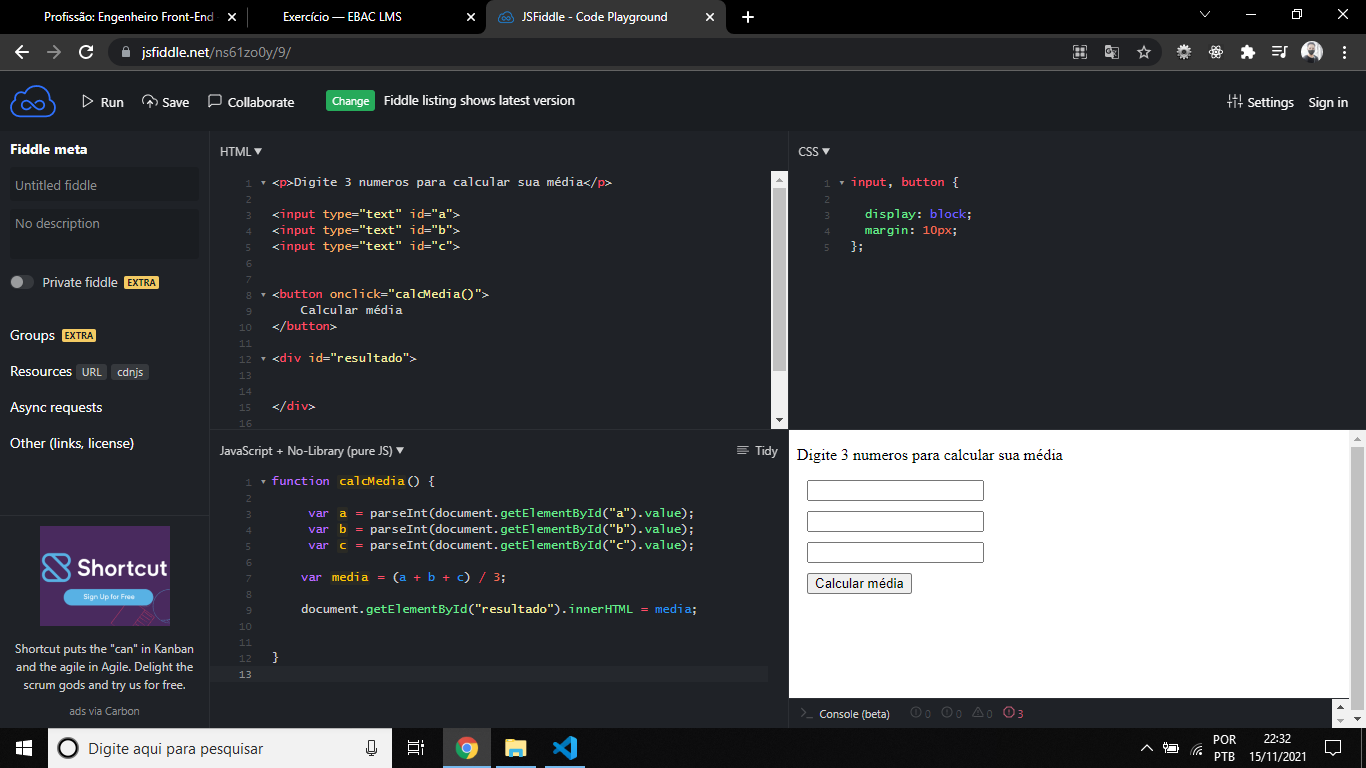 Profissão: Engenheiro Front-End
Exercício — EBAC LMS
JSFiddle - Code Playground
jsfiddle.net/ns61zo0y/9/
Run
Save
Collaborate
Change
Fiddle listing shows latest version
Settings
Sign in
Fiddle meta
Untitled fiddle
No description
Private fiddle EXTRA
Groups EXTRA
Resources URL cdnjs
Async requests
Other (links, license)
Shortcut
Sign Up for Free
Shortcut puts the "can" in Kanban
and the agile in Agile. Delight the
scrum gods and try us for free.
ads via Carbon
HTML ▼
1 <p>Digite 3 numeros para calcular sua média</p>
2
3 <input type="text" id="a">
4 <input type="text" id="b">
5 <input type="text" id="c">
6
7
8 <button onclick="calcMedia()">
9 Calcular média
10 </button>
11
12 <div id="resultado">
13
14
15 </div>
16
CSS ▼
1 input, button {
2
3 display: block;
4 margin: 10px;
5 };
JavaScript + No-Library (pure JS) ▼
Tidy
1 function calcMedia() {
2
3 var a = parseInt(document.getElementById("a").value);
4 var b = parseInt(document.getElementById("b").value);
5 var c = parseInt(document.getElementById("c").value);
6
7 var media = (a + b + c) / 3;
8
9 document.getElementById("resultado").innerHTML = media;
10
11
12 }
13
Digite 3 numeros para calcular sua média
Calcular média
>_ Console (beta) 0 0 0 3
Digite aqui para pesquisar
POR
PTB
22:32
15/11/2021